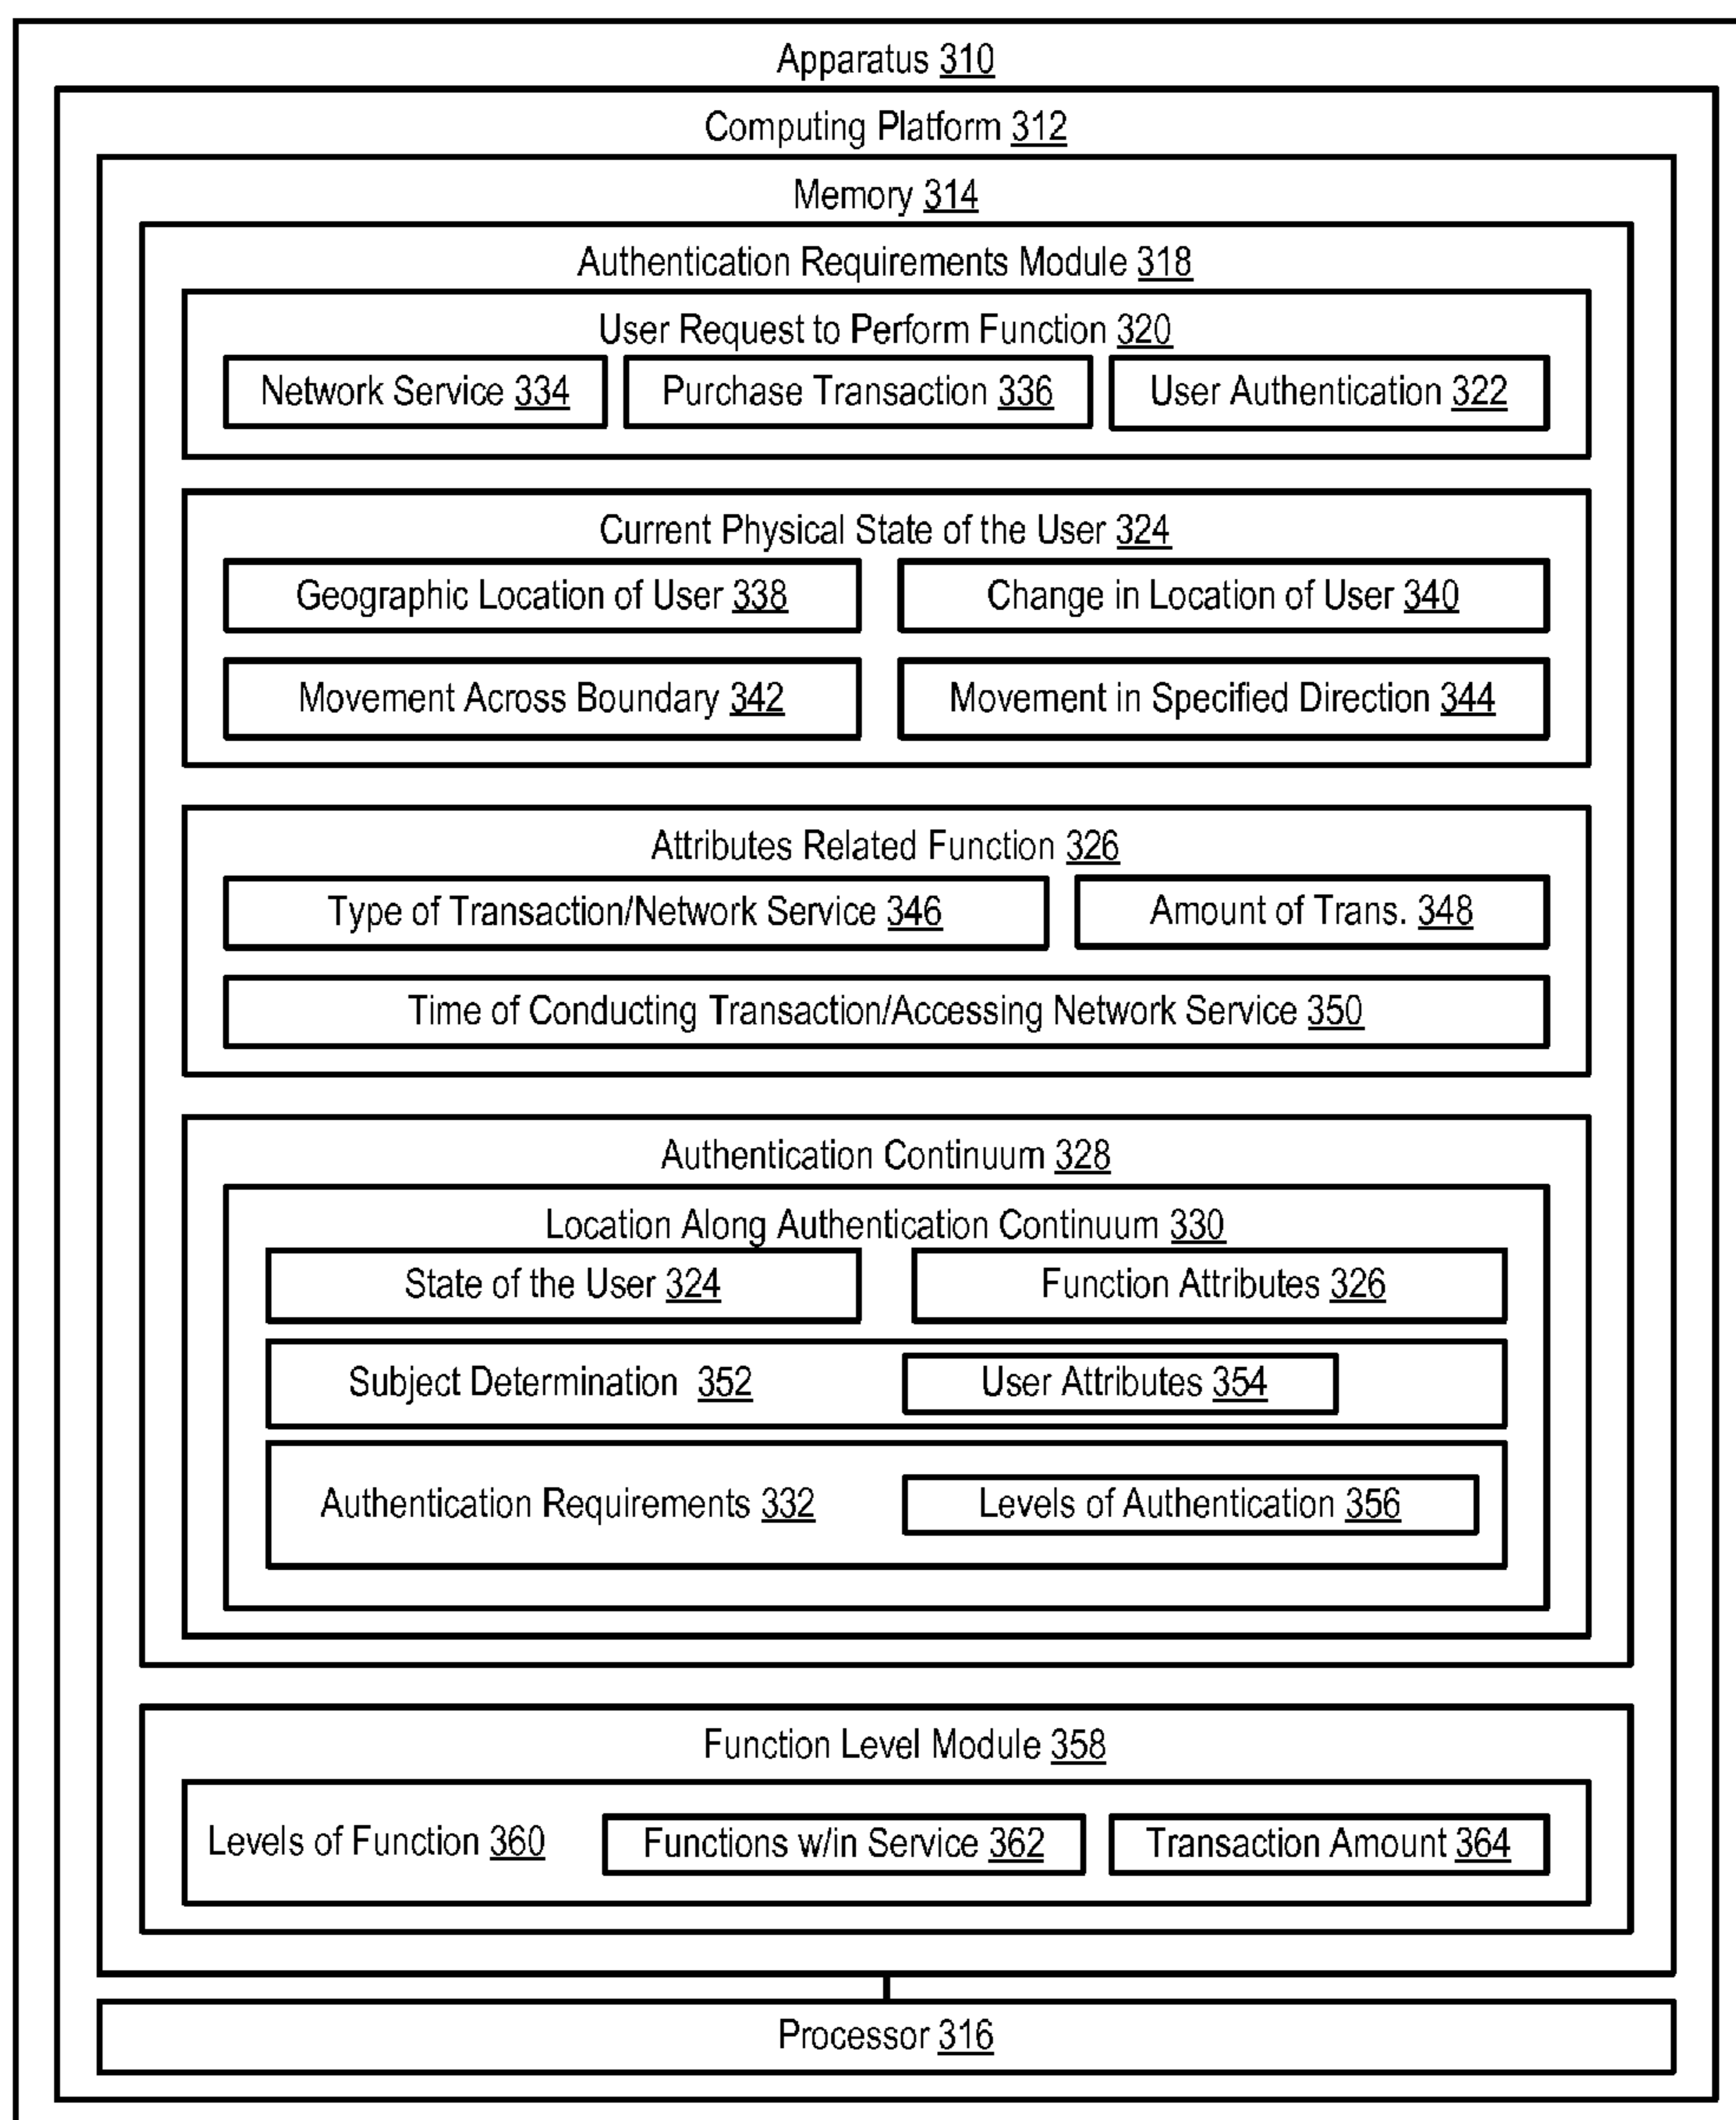 Apparatus 310
Computing Platform 312
Memory 314
Authentication Requirements Module 318
User Request to Perform Function 320
Network Service 334
Purchase Transaction 336
User Authentication 322
Current Physical State of the User 324
Geographic Location of User 338
Change in Location of User 340
Movement Across Boundary 342
Movement in Specified Direction 344
Attributes Related Function 326
Type of Transaction/Network Service 346
Amount of Trans. 348
Time of Conducting Transaction/Accessing Network Service 350
Authentication Continuum 328
Location Along Authentication Continuum 330
State of the User 324
Function Attributes 326
Subject Determination 352
User Attributes 354
Authentication Requirements 332
Levels of Authentication 356
Function Level Module 358
Levels of Function 360
Functions w/in Service 362
Transaction Amount 364
Processor 316